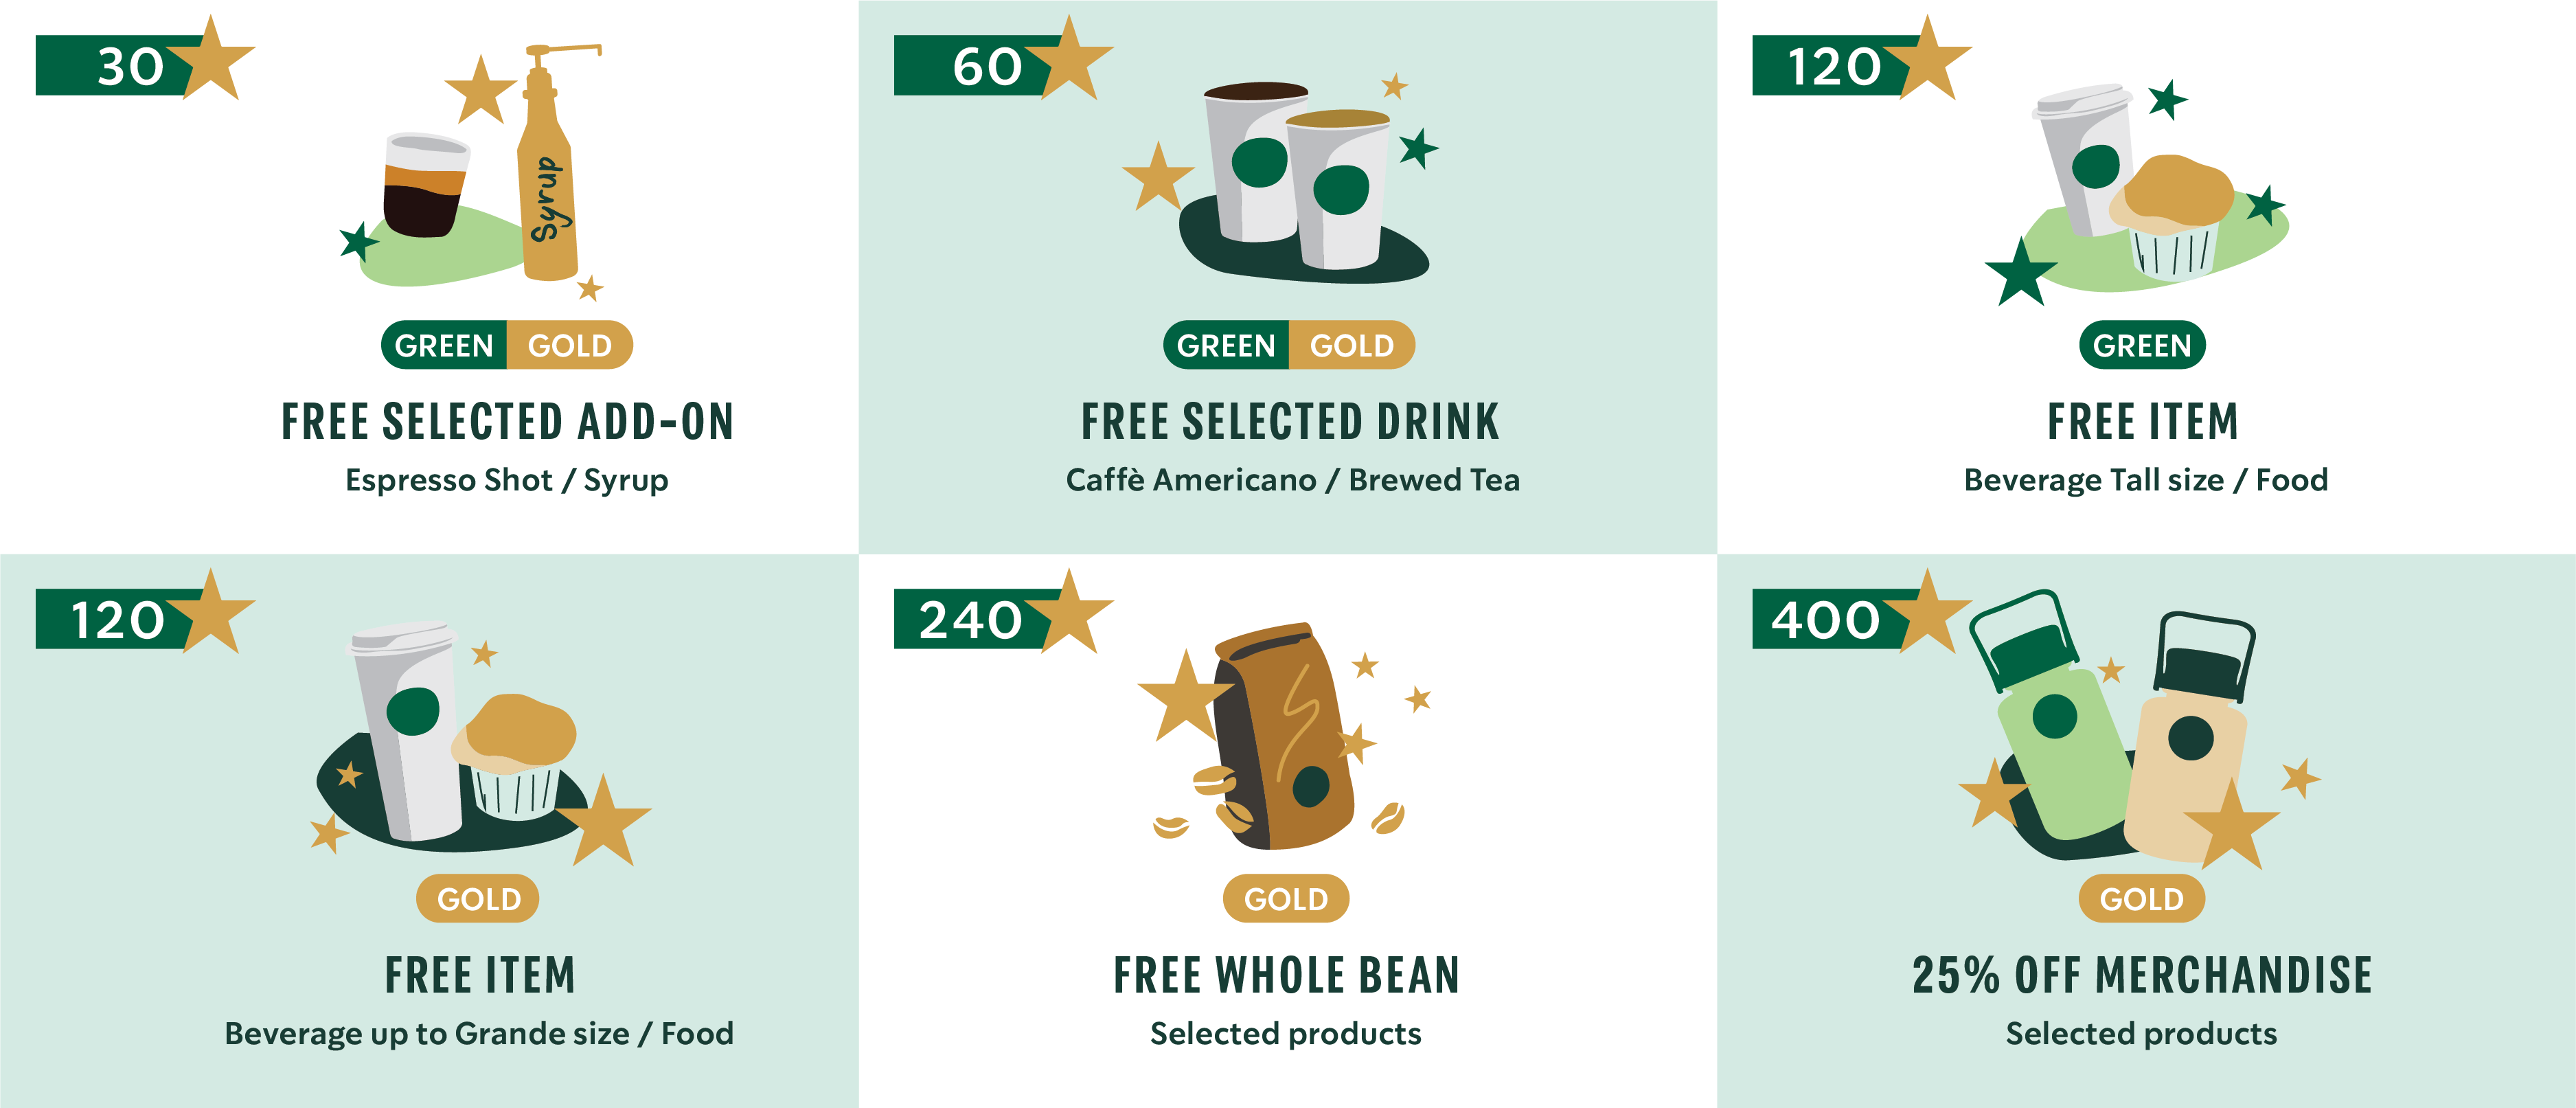 30
Syrup
GREEN GOLD
FREE SELECTED ADD-ON
Espresso Shot / Syrup
60
GREEN GOLD
FREE SELECTED DRINK
Caffè Americano / Brewed Tea
120
GREEN
FREE ITEM
Beverage Tall size / Food
120
GOLD
FREE ITEM
Beverage up to Grande size / Food
240
GOLD
FREE WHOLE BEAN
Selected products
400
GOLD
25% OFF MERCHANDISE
Selected products